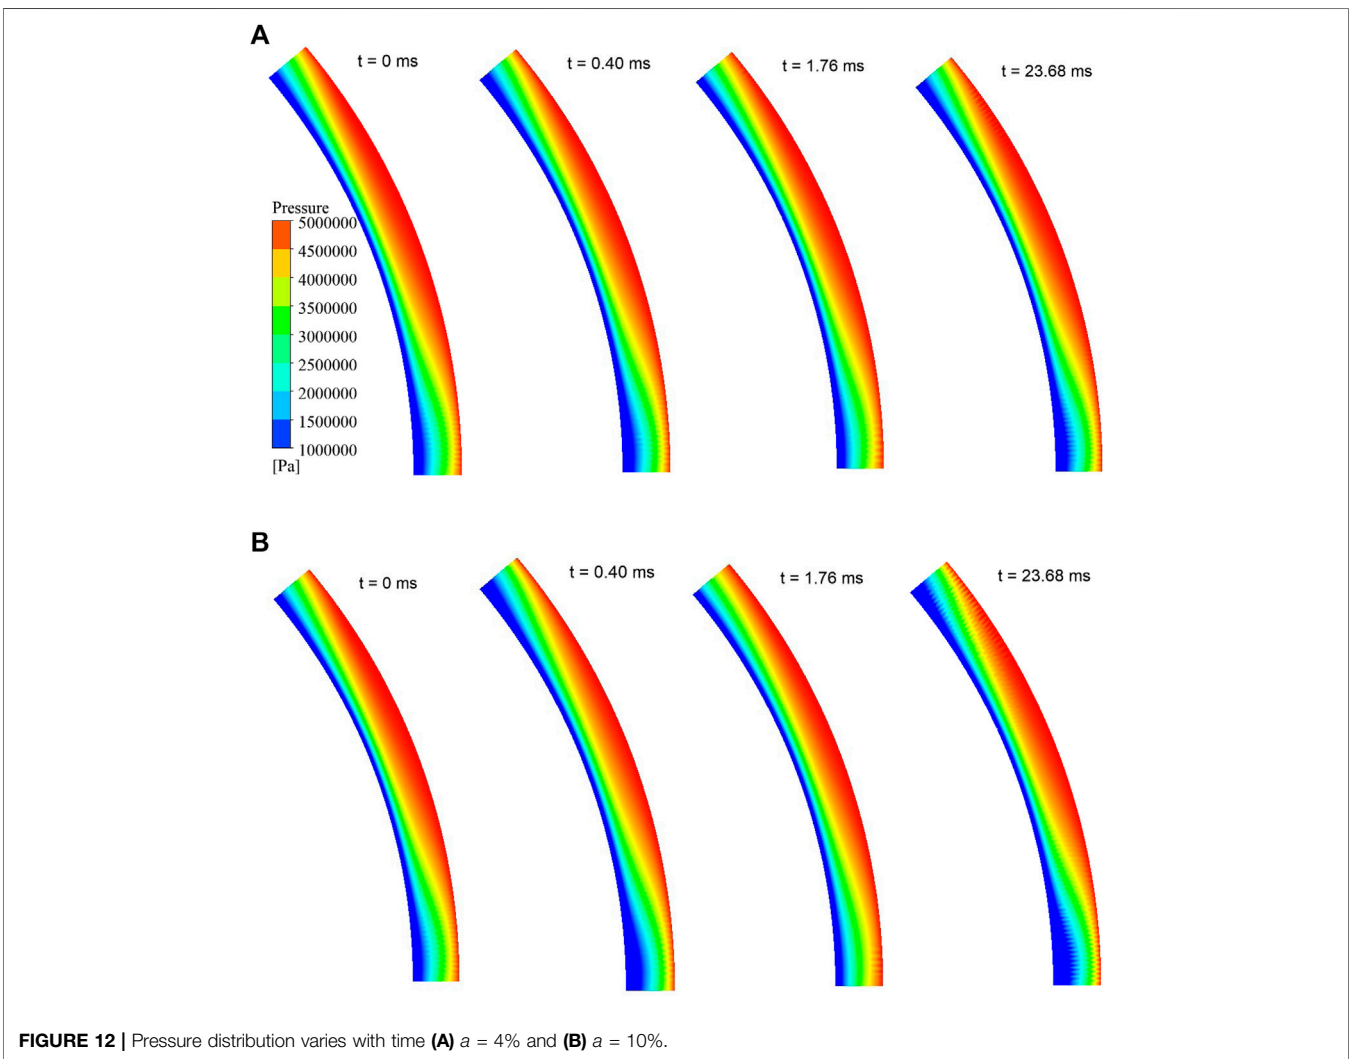 A
t = 0 ms
t = 0.40 ms
t = 1.76 ms
t = 23.68 ms
Pressure
5000000
4500000
4000000
3500000
3000000
2500000
2000000
1500000
1000000
[Pa]
B
t = 0 ms
t = 0.40 ms
t = 1.76 ms
t = 23.68 ms
FIGURE 12 | Pressure distribution varies with time (A) a = 4% and (B) a = 10%.